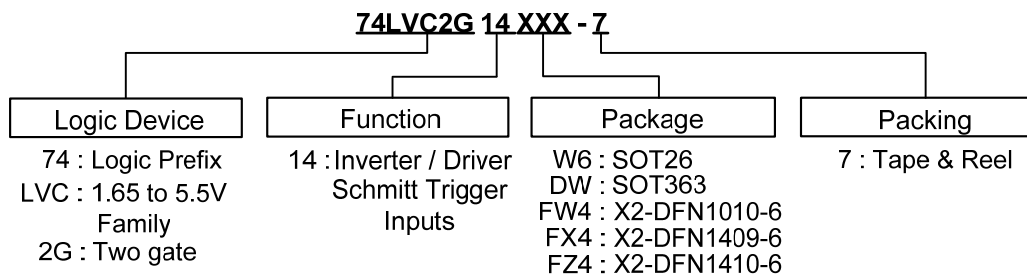 74LVC2G 14 XXX - 7
Logic Device
74 : Logic Prefix
LVC : 1.65 to 5.5V
Family
2G : Two gate
Function
14 : Inverter / Driver
Schmitt Trigger
Inputs
Package
W6 : SOT26
DW : SOT363
FW4 : X2-DFN1010-6
FX4 : X2-DFN1409-6
FZ4 : X2-DFN1410-6
Packing
7 : Tape & Reel